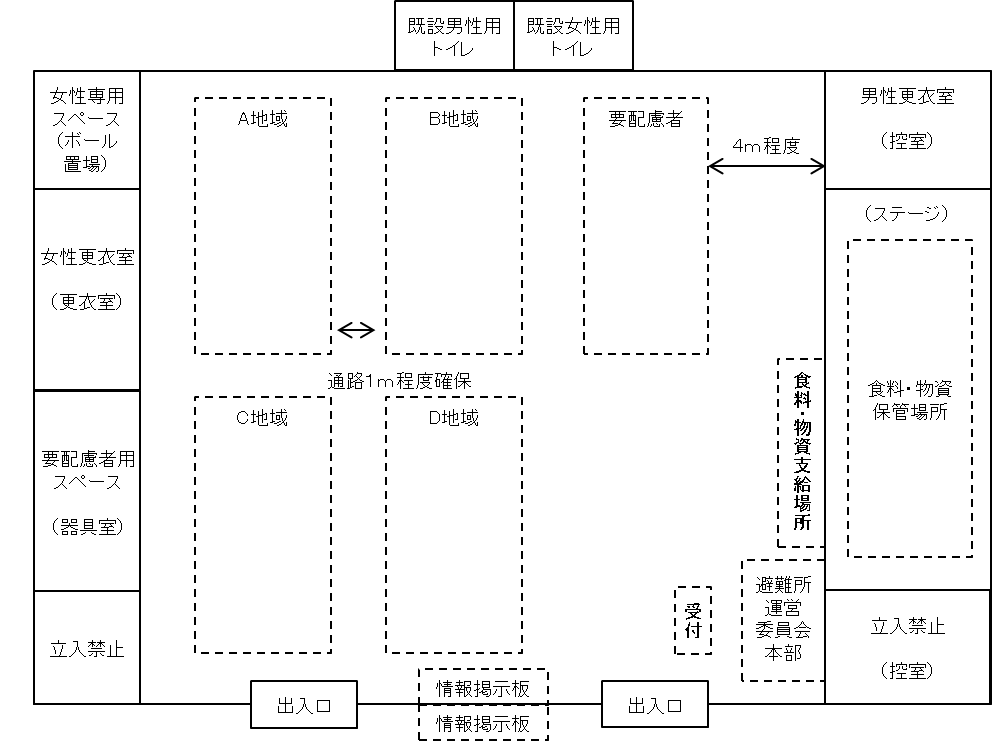 既設男性用
トイレ
既設女性用
トイレ
女性専用
スペース
（ボール
置場）
A地域
B地域
要配慮者
4ｍ程度
男性更衣室
（控室）
（ステージ）
女性更衣室
（更衣室）
通路1ｍ程度確保
食料・物資支給場所
食料・物資
保管場所
C地域
D地域
要配慮者用
スペース
（器具室）
避難所
運営
委員会
本部
受付
立入禁止
立入禁止
（控室）
出入口
情報掲示板
情報掲示板
出入口